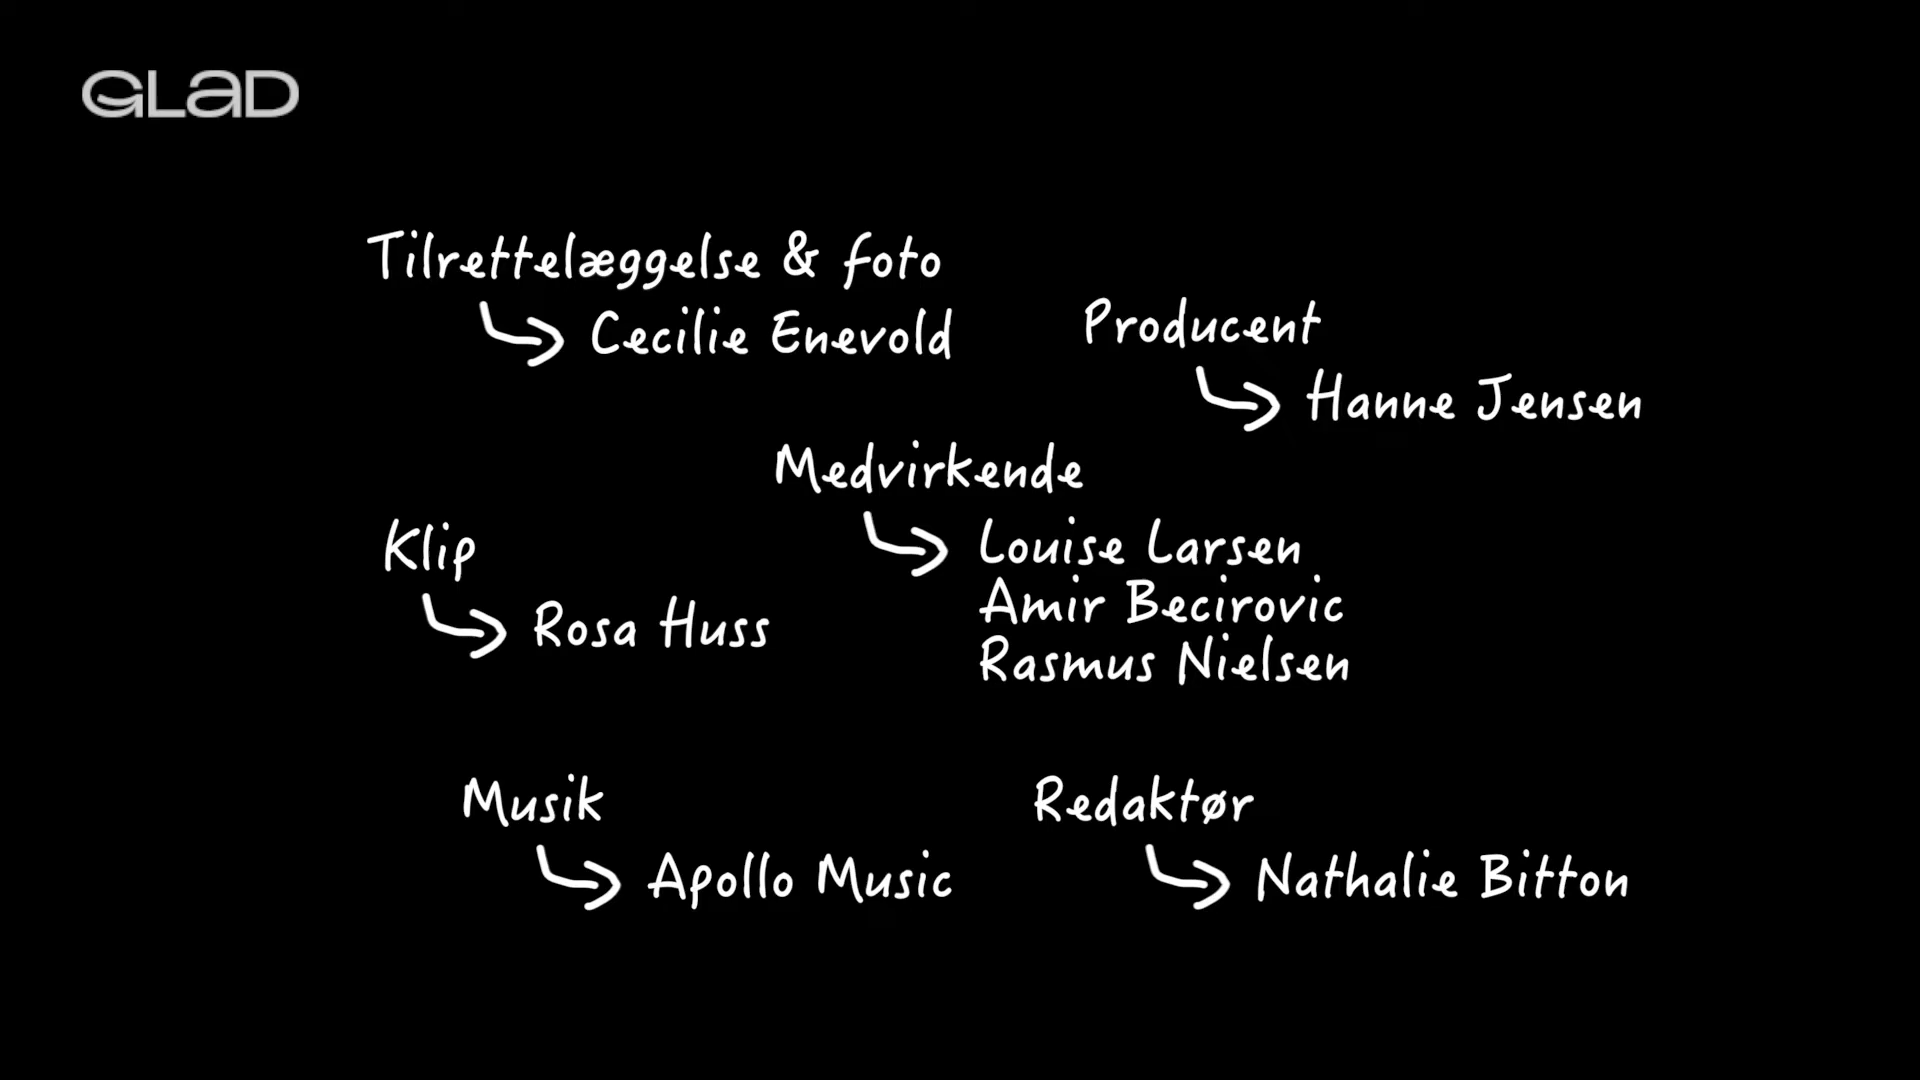 GLAD
Tilrettelæggelse & foto
Cecilie Enevold
Producent
Hanne Jensen
Medvirkende
Louise Larsen
Amir Becirovic
Rasmus Nielsen
Klip
Rosa Huss
Musik
Apollo Music
Redaktør
Nathalie Bitton